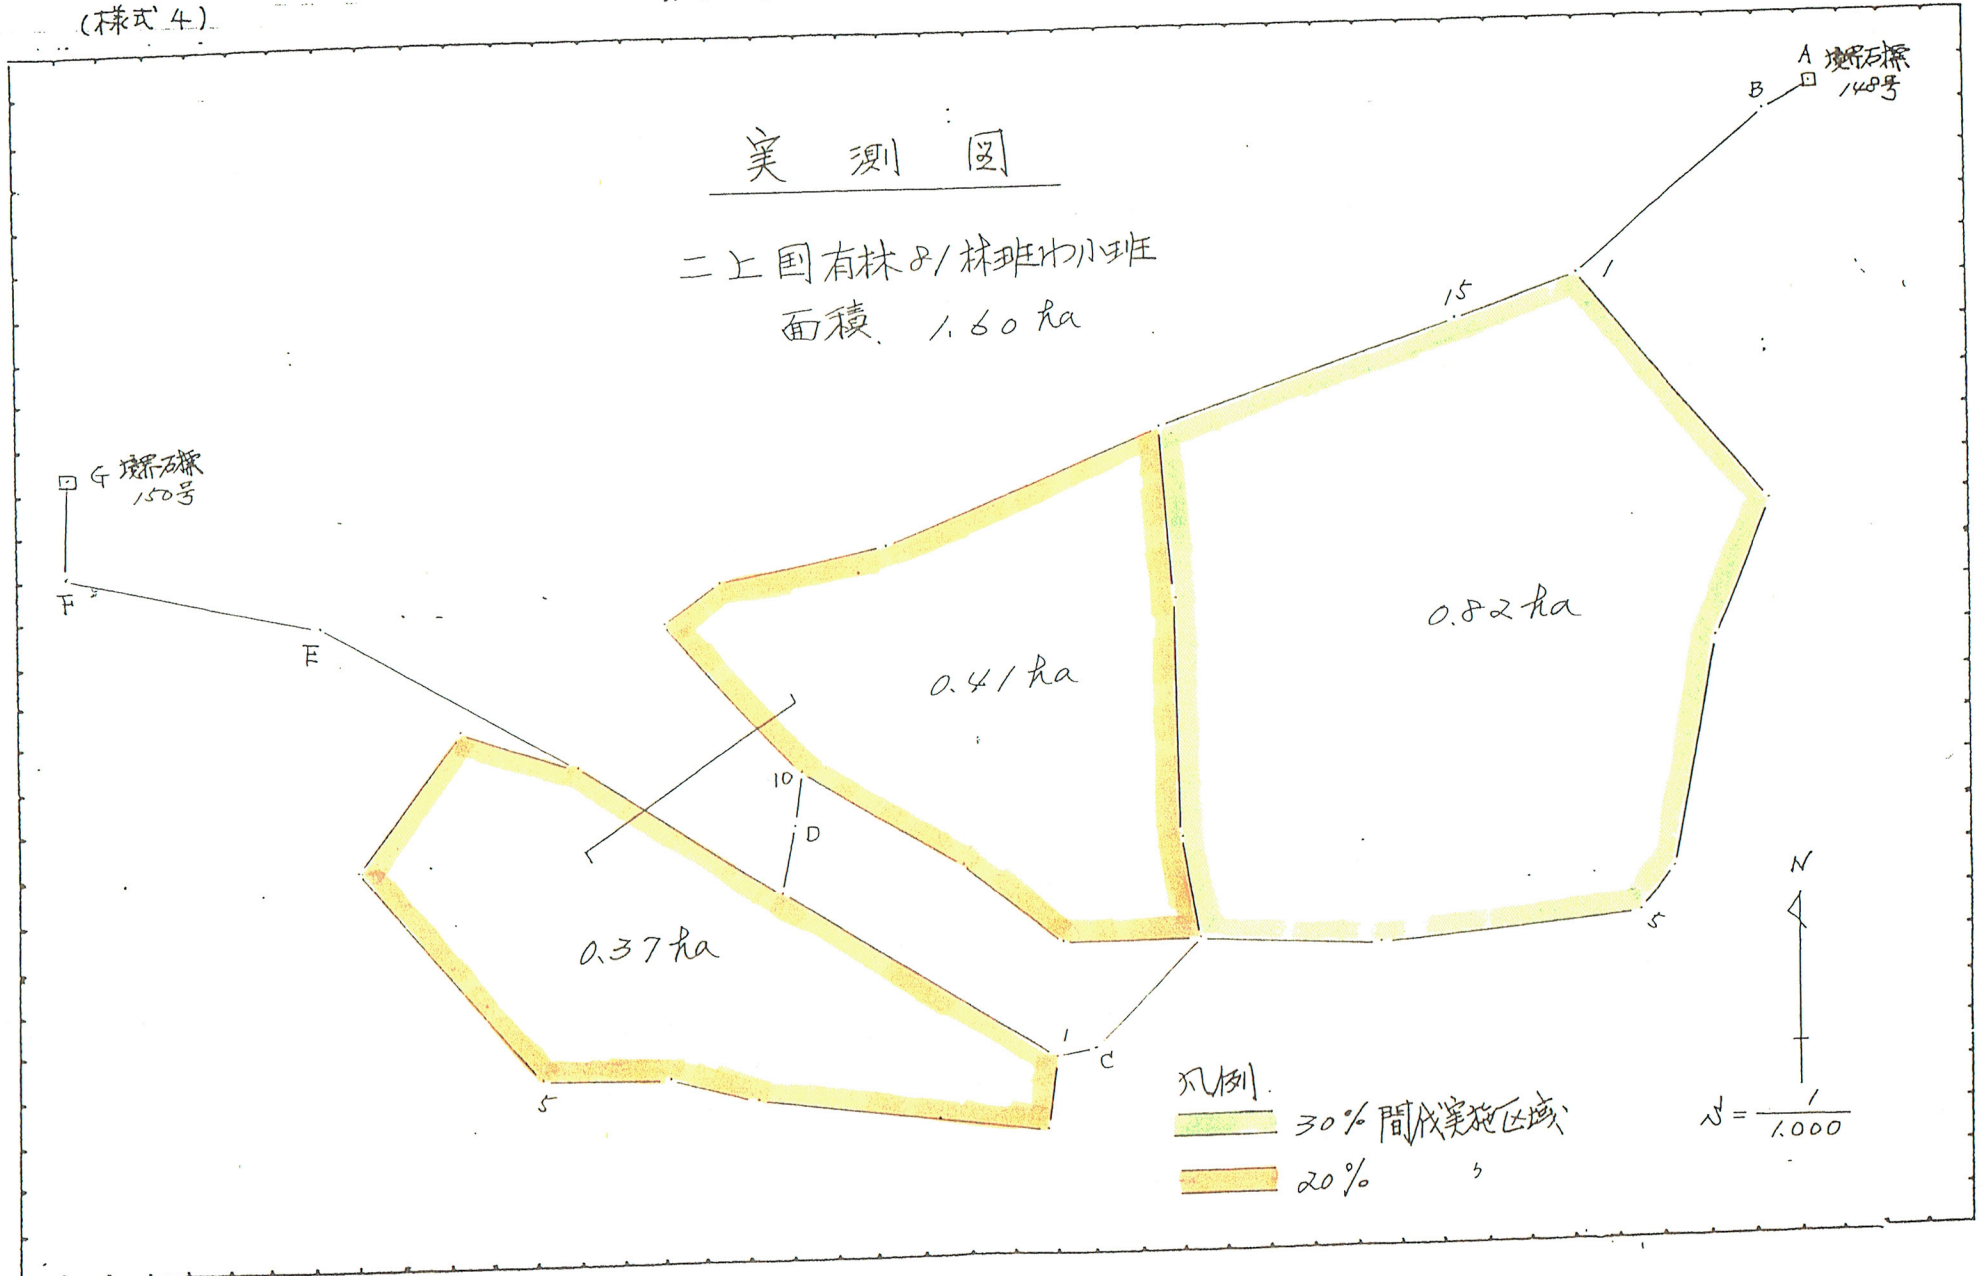 (様式 4)
A 境界石標
148号
B
実測図
二上国有林81林班わ小班
面積 1.60 ha
1
15
G 境界石標
150号
F
E
0.82 ha
0.41 ha
10
D
5
0.37 ha
1
C
5
N
凡例
30% 間伐実施区域
20% 〃
S = 1/1.000